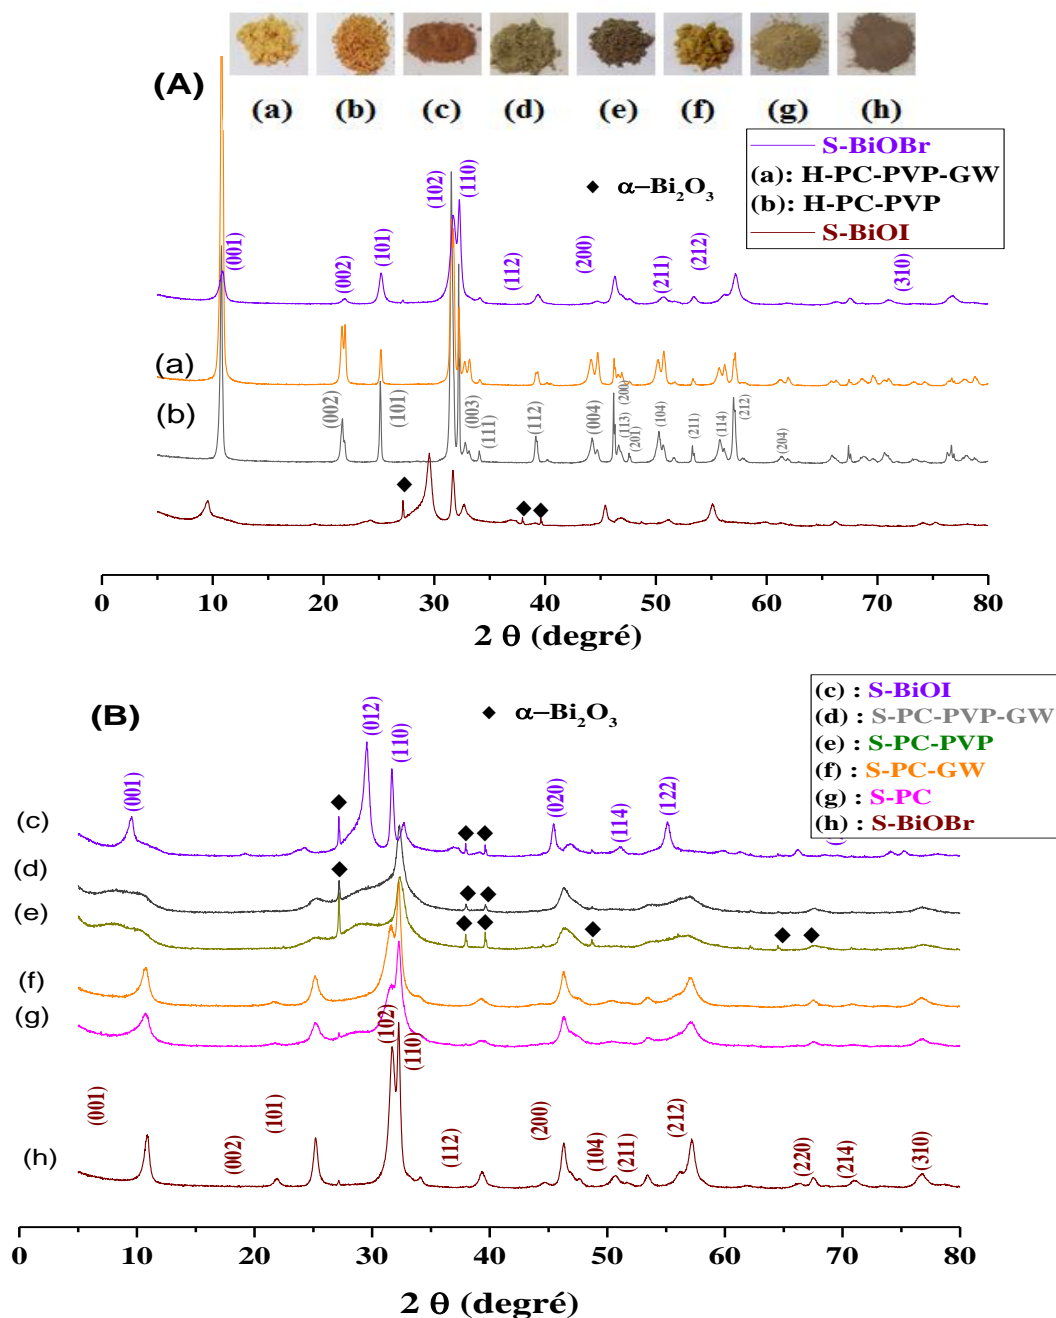 (A)
(a) (b) (c) (d) (e) (f) (g) (h)
S-BiOBr
(a): H-PC-PVP-GW
(b): H-PC-PVP
S-BiOI
◆ α−Bi₂O₃
(001) (002) (101) (102) (110) (112) (200) (211) (212) (310)
(a)
(b)
(002) (101) (003) (111) (112) (004) (200) (113) (201) (104) (211) (114) (212) (204)
0 10 20 30 40 50 60 70 80
2 θ (degré)
(B)
◆ α−Bi₂O₃
(c) : S-BiOI
(d) : S-PC-PVP-GW
(e) : S-PC-PVP
(f) : S-PC-GW
(g) : S-PC
(h) : S-BiOBr
(001) (012) (110) (020) (114) (122)
(c)
(d)
(e)
(f)
(g)
(h)
(001) (002) (101) (102) (110) (112) (200) (104) (211) (212) (220) (214) (310)
0 10 20 30 40 50 60 70 80
2 θ (degré)